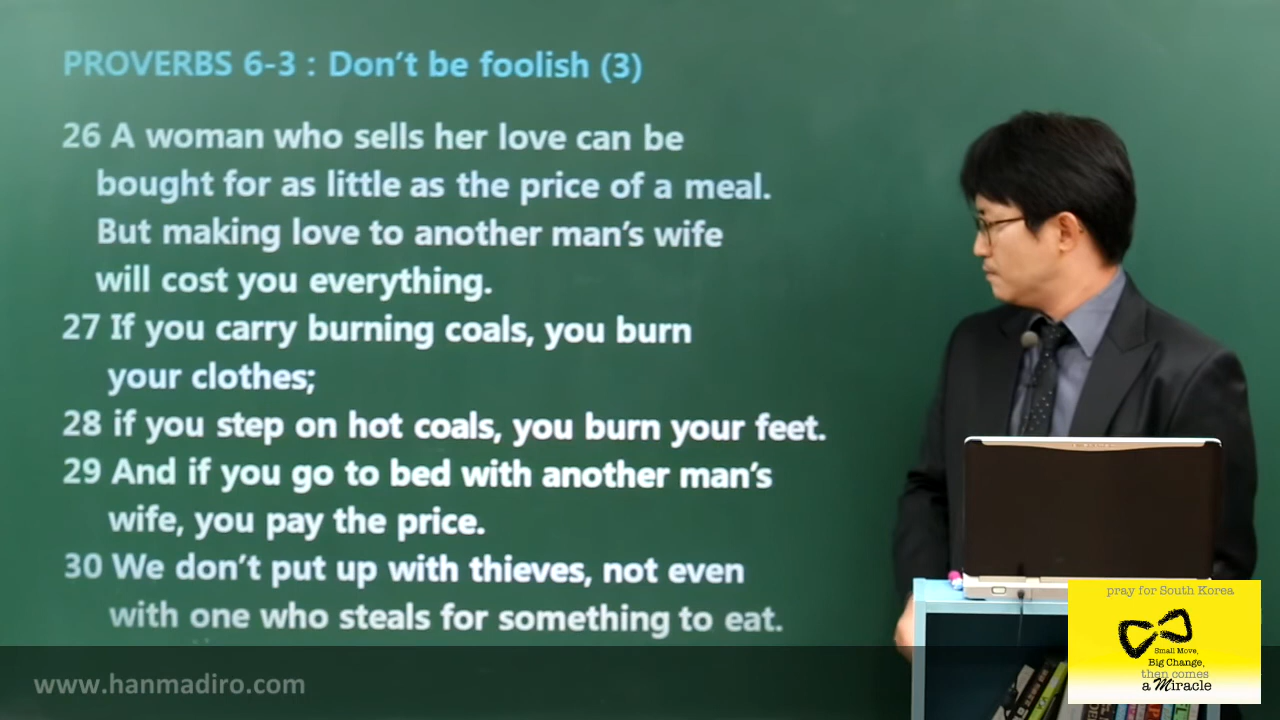 PROVERBS 6-3 : Don't be foolish (3)
26 A woman who sells her love can be
bought for as little as the price of a meal.
But making love to another man's wife
will cost you everything.
27 If you carry burning coals, you burn
your clothes;
28 if you step on hot coals, you burn your feet.
29 And if you go to bed with another man's
wife, you pay the price.
30 We don't put up with thieves, not even
with one who steals for something to eat.
www.hanmadiro.com
pray for South Korea
Small Move,
Big Change,
then comes
a Miracle